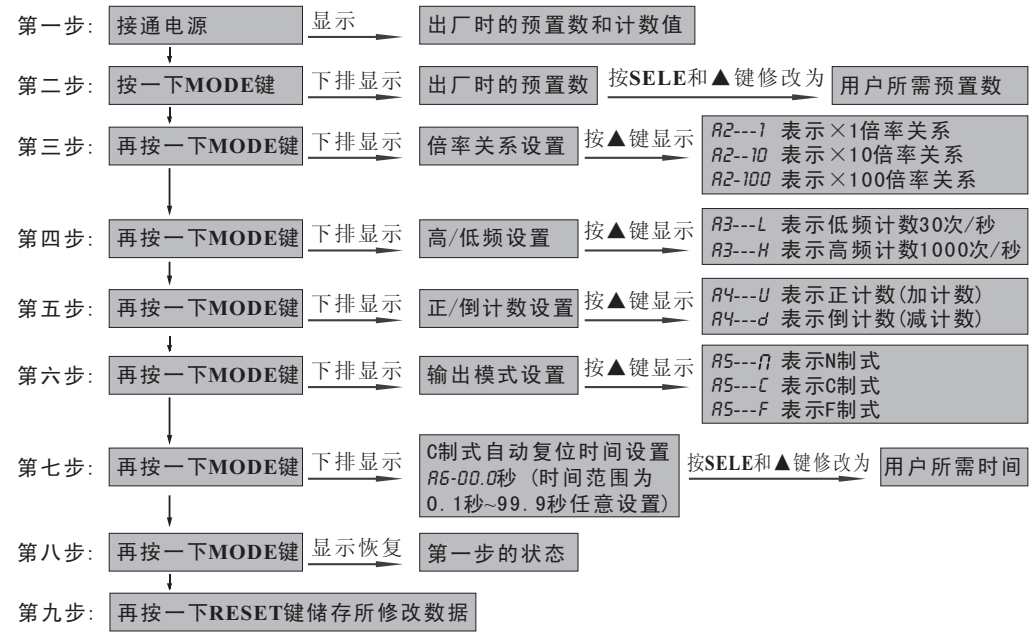 第一步: 接通电源 显示 出厂时的预置数和计数值
第二步: 按一下MODE键 下排显示 出厂时的预置数 按SELE和▲键修改为 用户所需预置数
第三步: 再按一下MODE键 下排显示 倍率关系设置 按▲键显示
A2---1 表示×1倍率关系
A2--10 表示×10倍率关系
A2-100 表示×100倍率关系
第四步: 再按一下MODE键 下排显示 高/低频设置 按▲键显示
A3---L 表示低频计数30次/秒
A3---H 表示高频计数1000次/秒
第五步: 再按一下MODE键 下排显示 正/倒计数设置 按▲键显示
A4---U 表示正计数(加计数)
A4---d 表示倒计数(减计数)
第六步: 再按一下MODE键 下排显示 输出模式设置 按▲键显示
A5---N 表示N制式
A5---C 表示C制式
A5---F 表示F制式
第七步: 再按一下MODE键 下排显示
C制式自动复位时间设置
A6-00.0秒 (时间范围为
0.1秒~99.9秒任意设置)
按SELE和▲键修改为 用户所需时间
第八步: 再按一下MODE键 显示恢复 第一步的状态
第九步: 再按一下RESET键储存所修改数据